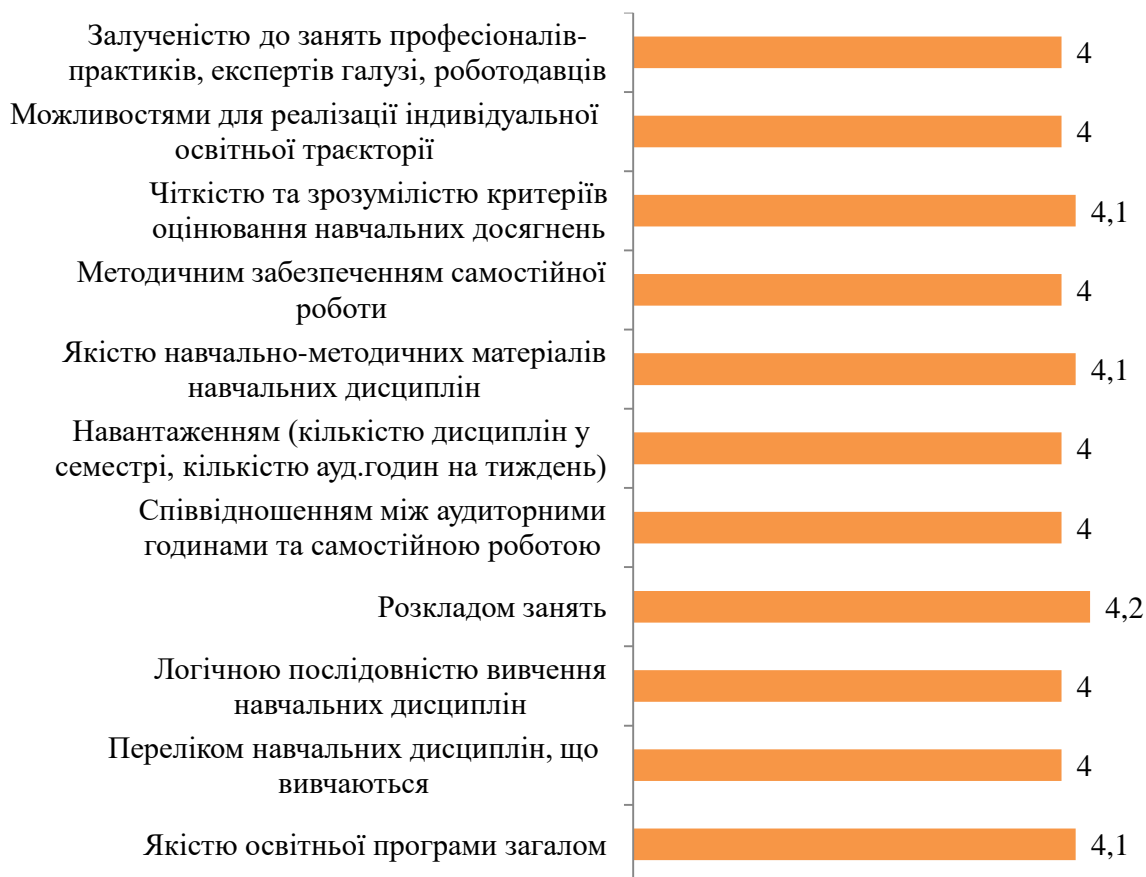 Залученістю до занять професіоналів-
практиків, експертів галузі, роботодавців
4
Можливостями для реалізації індивідуальної
освітньої траєкторії
4
Чіткістю та зрозумілістю критеріїв
оцінювання навчальних досягнень
4,1
Методичним забезпеченням самостійної
роботи
4
Якістю навчально-методичних матеріалів
навчальних дисциплін
4,1
Навантаженням (кількістю дисциплін у
семестрі, кількістю ауд.годин на тиждень)
4
Співвідношенням між аудиторними
годинами та самостійною роботою
4
Розкладом занять
4,2
Логічною послідовністю вивчення
навчальних дисциплін
4
Переліком навчальних дисциплін, що
вивчаються
4
Якістю освітньої програми загалом
4,1